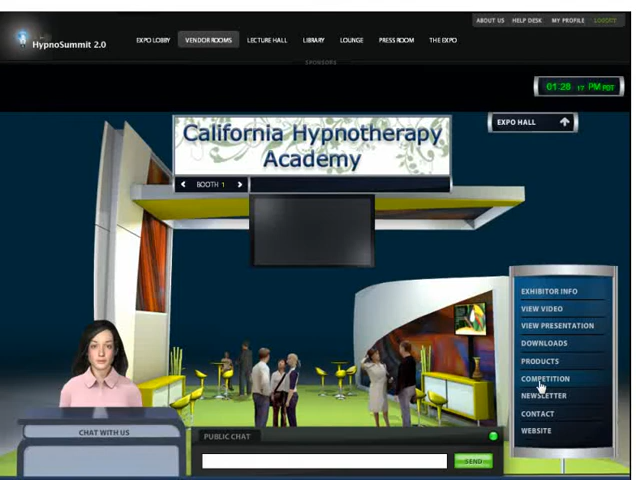 ABOUT US HELP DESK MY PROFILE LOGOUT
HypnoSummit 2.0
EXPO LOBBY VENDOR ROOMS LECTURE HALL LIBRARY LOUNGE PRESS ROOM THE EXPO
SPONSORS
01:28 17 PM PDT
EXPO HALL
California Hypnotherapy
Academy
BOOTH 1
EXHIBITOR INFO
VIEW VIDEO
VIEW PRESENTATION
DOWNLOADS
PRODUCTS
COMPETITION
NEWSLETTER
CONTACT
WEBSITE
CHAT WITH US
PUBLIC CHAT
SEND